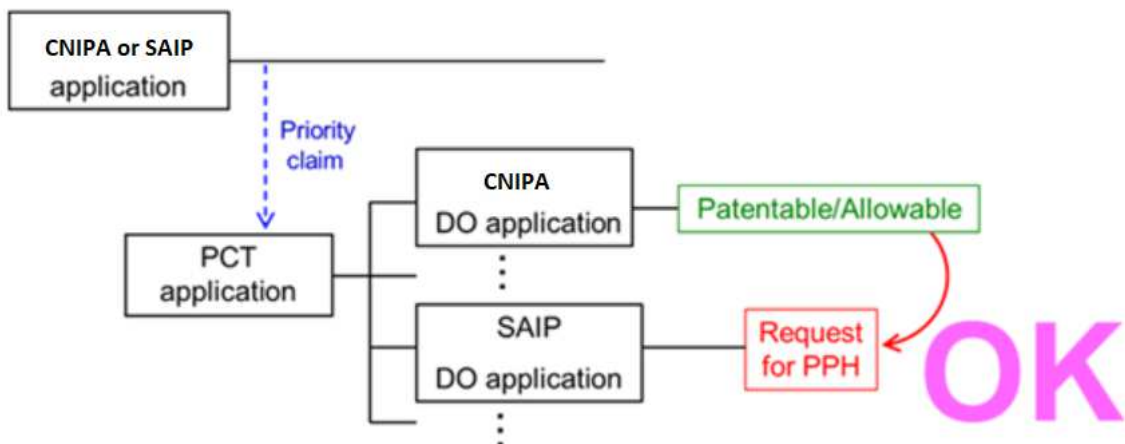 CNIPA or SAIP
application
Priority
claim
CNIPA
DO application
Patentable/Allowable
PCT
application
SAIP
DO application
Request
for PPH
OK